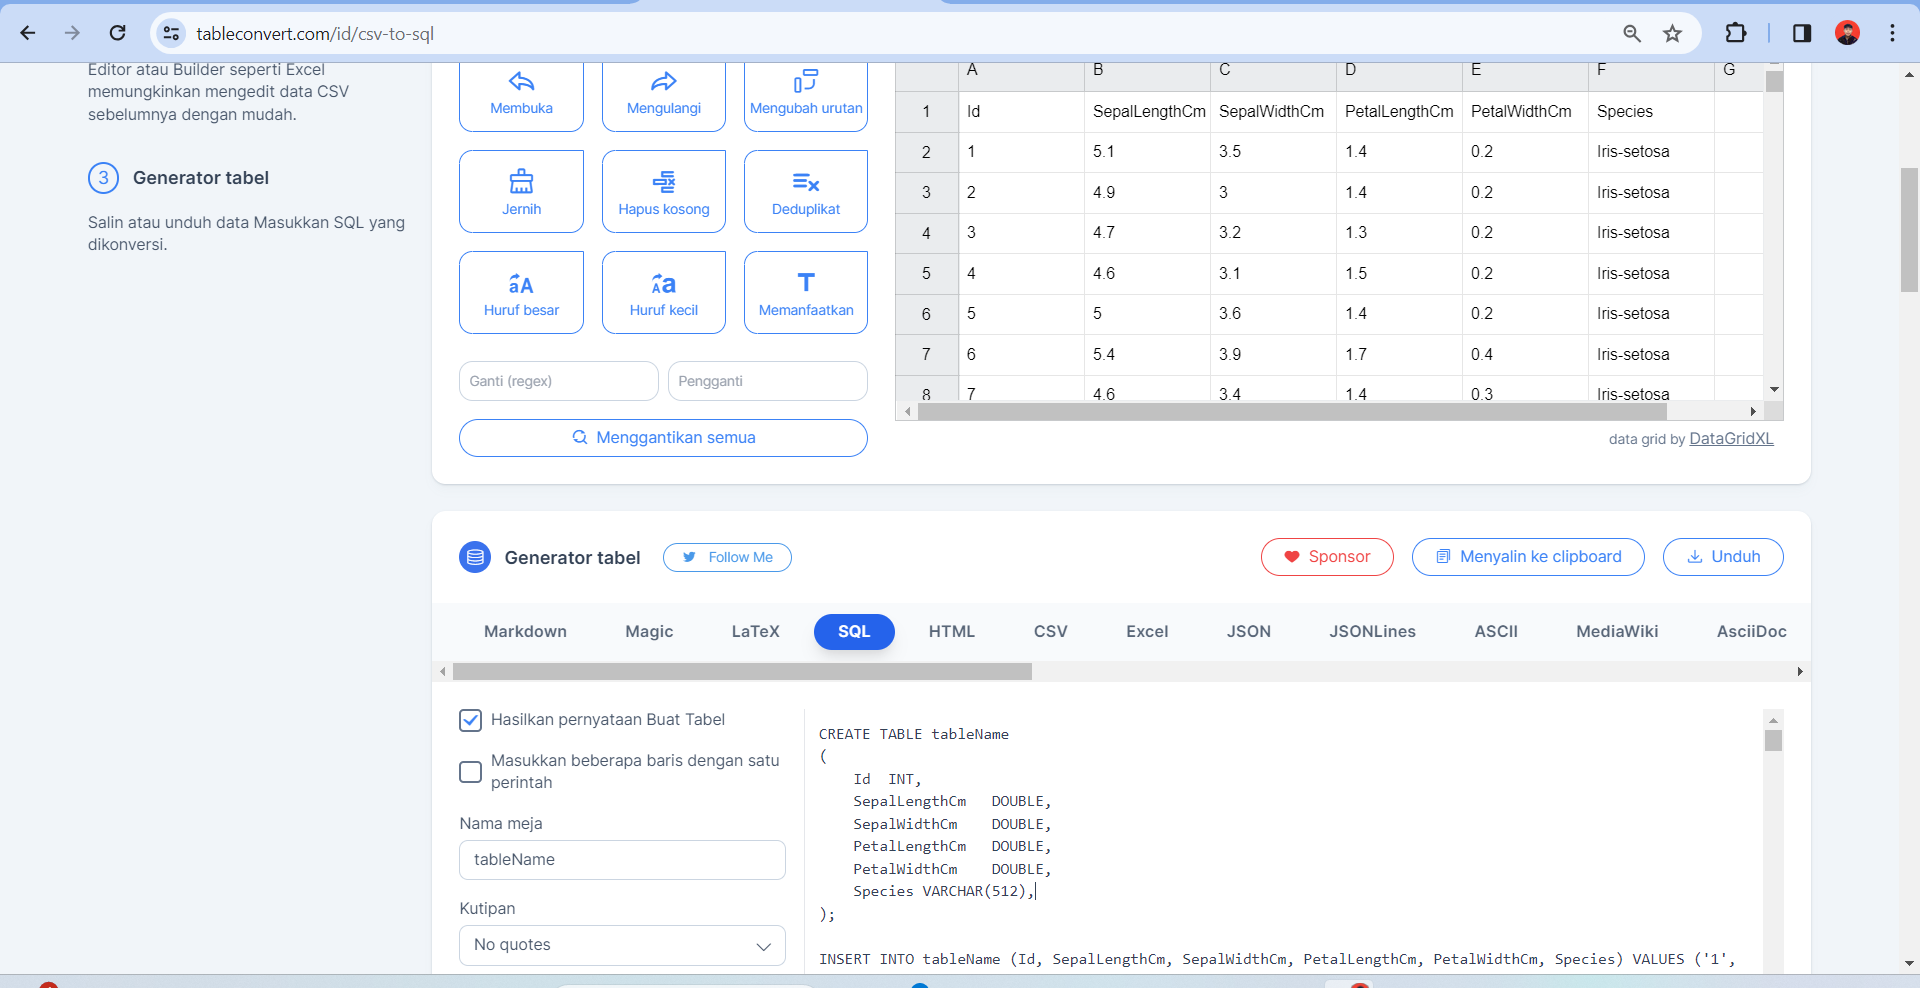 tableconvert.com/id/csv-to-sql
Editor atau Builder seperti Excel
memungkinkan mengedit data CSV
sebelumnya dengan mudah.
3 Generator tabel
Salin atau unduh data Masukkan SQL yang
dikonversi.
Membuka Mengulangi Mengubah urutan
Jernih Hapus kosong Deduplikat
Huruf besar Huruf kecil Memanfaatkan
Ganti (regex) Pengganti
Menggantikan semua
A B C D E F G
1 Id SepalLengthCm SepalWidthCm PetalLengthCm PetalWidthCm Species
2 1 5.1 3.5 1.4 0.2 Iris-setosa
3 2 4.9 3 1.4 0.2 Iris-setosa
4 3 4.7 3.2 1.3 0.2 Iris-setosa
5 4 4.6 3.1 1.5 0.2 Iris-setosa
6 5 5 3.6 1.4 0.2 Iris-setosa
7 6 5.4 3.9 1.7 0.4 Iris-setosa
8 7 4.6 3.4 1.4 0.3 Iris-setosa
data grid by DataGridXL
Generator tabel Follow Me Sponsor Menyalin ke clipboard Unduh
Markdown Magic LaTeX SQL HTML CSV Excel JSON JSONLines ASCII MediaWiki AsciiDoc
Hasilkan pernyataan Buat Tabel
Masukkan beberapa baris dengan satu
perintah
Nama meja
tableName
Kutipan
No quotes
CREATE TABLE tableName
(
Id INT,
SepalLengthCm DOUBLE,
SepalWidthCm DOUBLE,
PetalLengthCm DOUBLE,
PetalWidthCm DOUBLE,
Species VARCHAR(512),
);
INSERT INTO tableName (Id, SepalLengthCm, SepalWidthCm, PetalLengthCm, PetalWidthCm, Species) VALUES ('1',